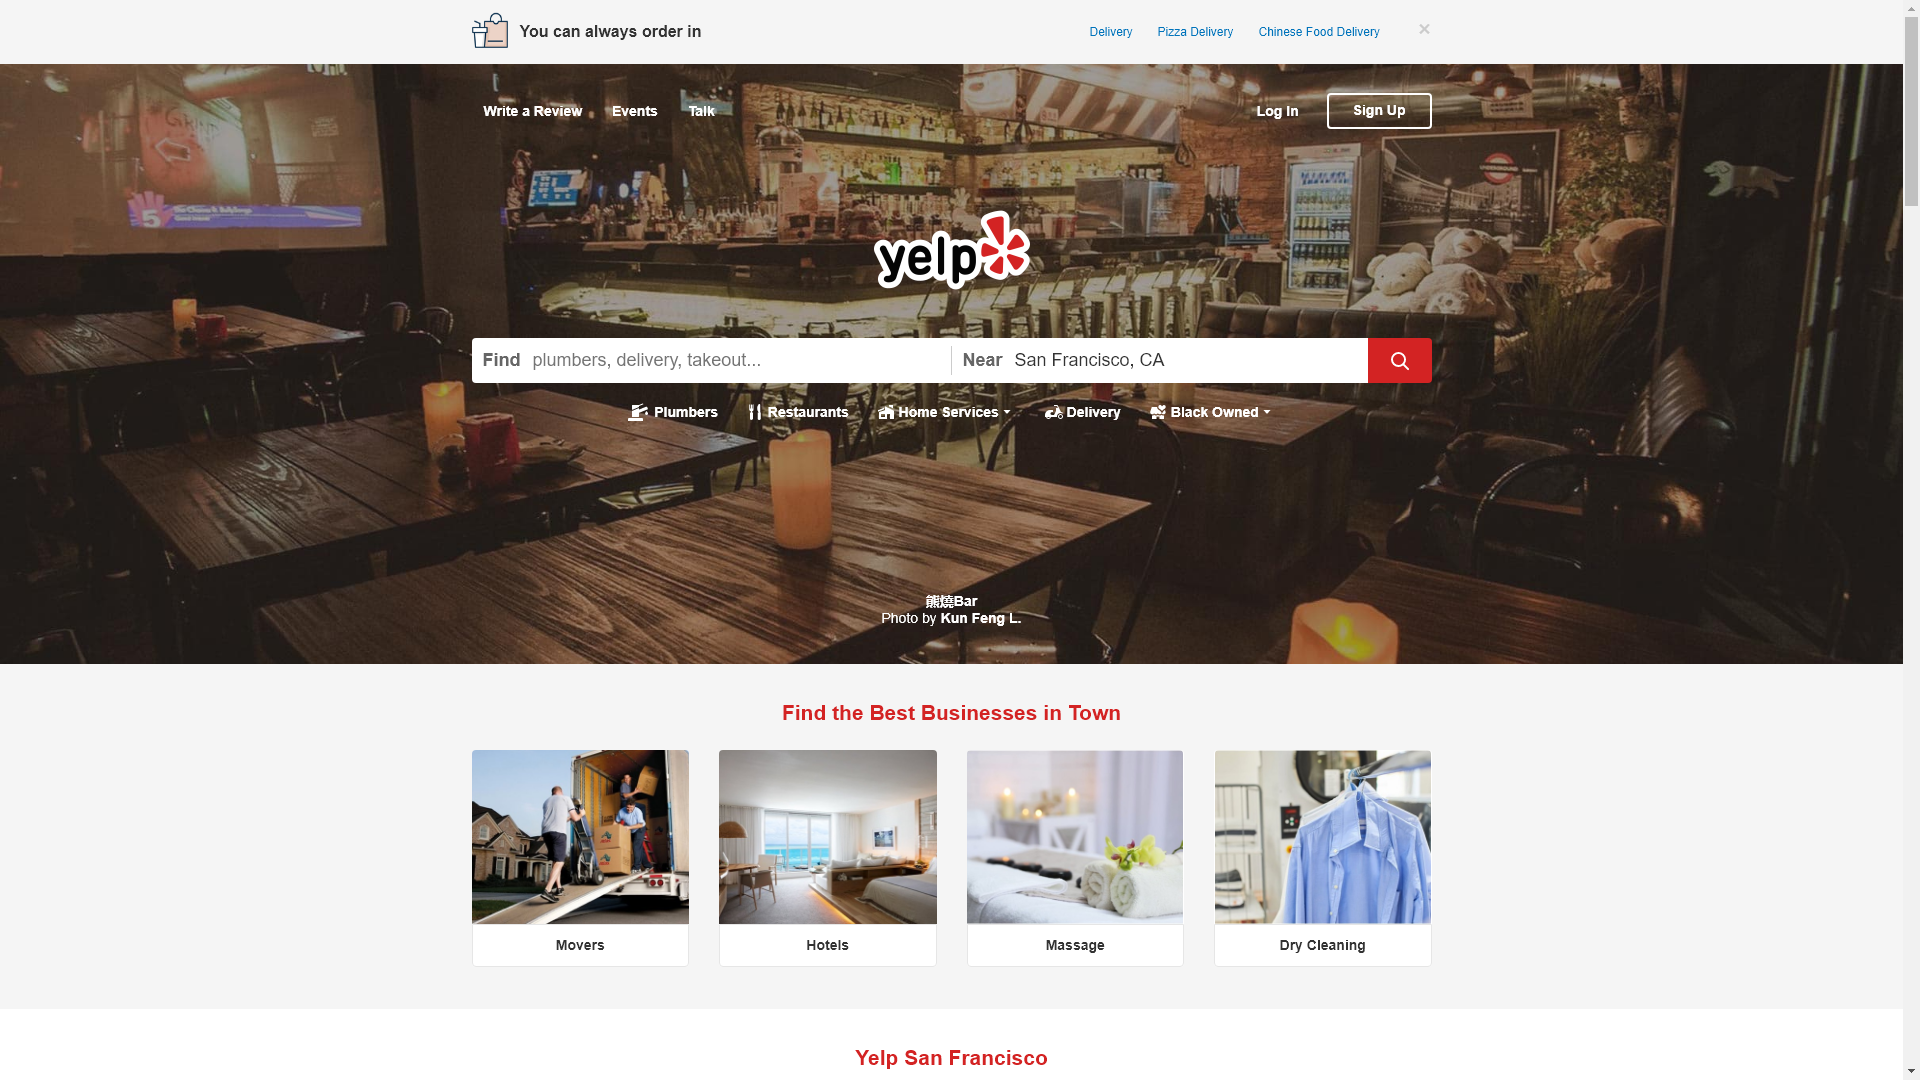 You can always order in
Delivery
Pizza Delivery
Chinese Food Delivery
×
Write a Review
Events
Talk
Log In
Sign Up
5
yelp
Find
plumbers, delivery, takeout...
Near
San Francisco, CA
Plumbers
Restaurants
Home Services
Delivery
Black Owned
熊燒Bar
Photo by Kun Feng L.
Find the Best Businesses in Town
Movers
Hotels
Massage
Dry Cleaning
Yelp San Francisco